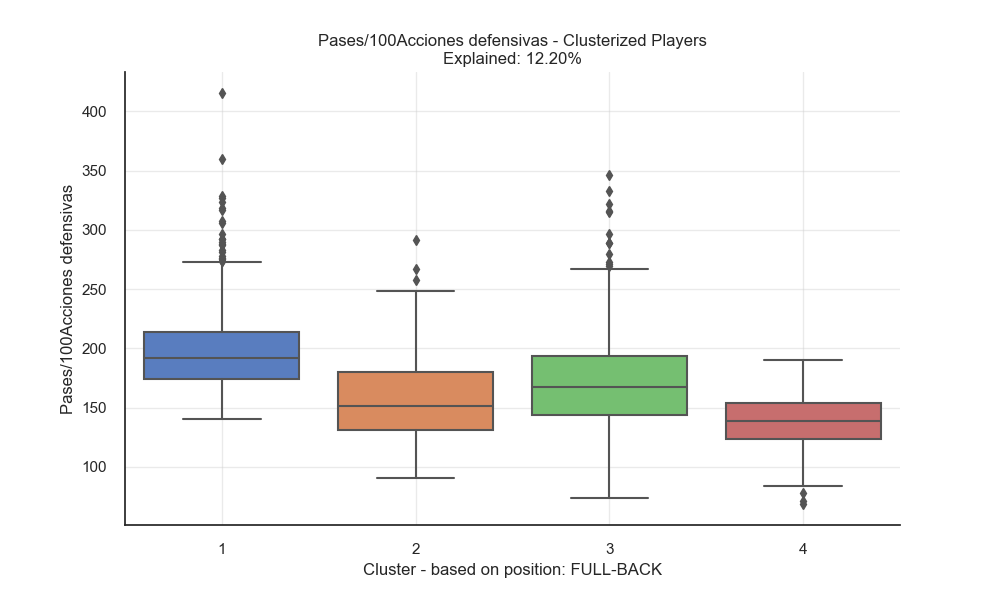 Pases/100Acciones defensivas - Clusterized Players
Explained: 12.20%
Pases/100Acciones defensivas
400
350
300
250
200
150
100
1 2 3 4
Cluster - based on position: FULL-BACK